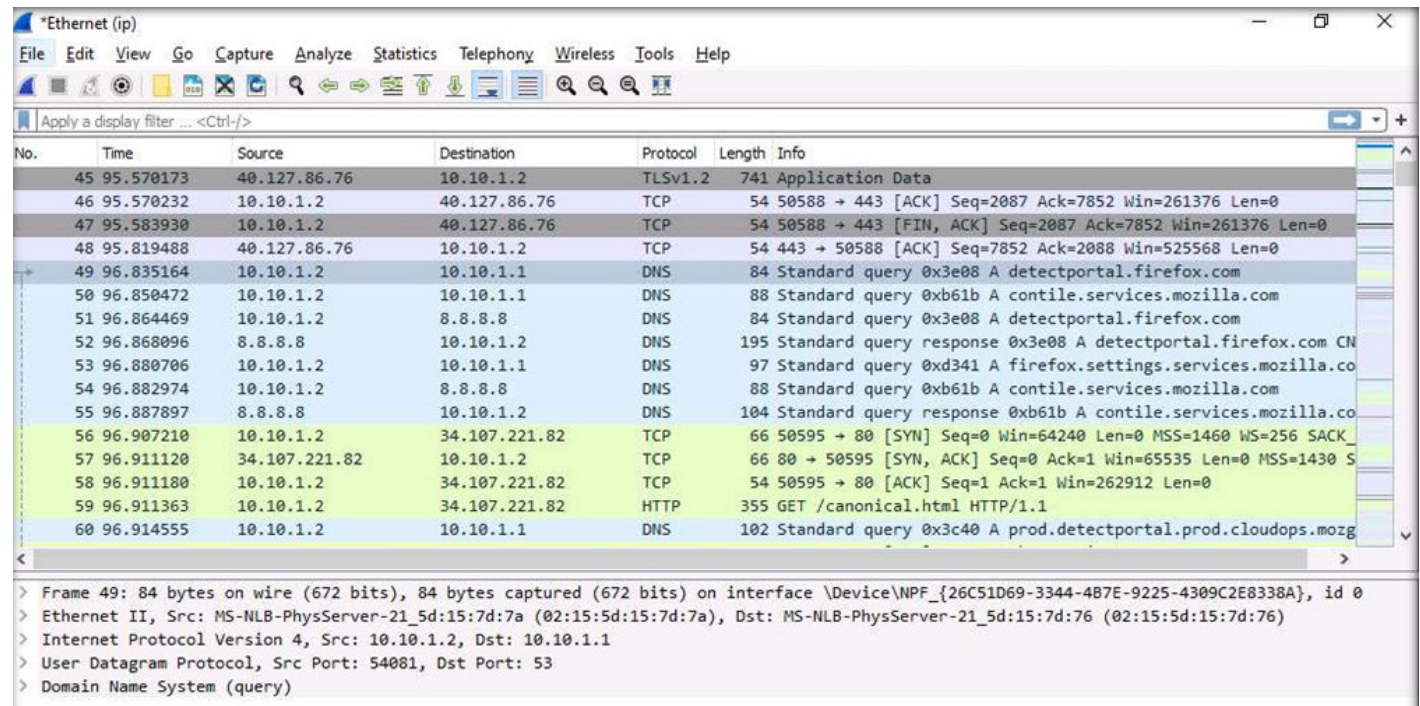 *Ethernet (ip)
File Edit View Go Capture Analyze Statistics Telephony Wireless Tools Help
Apply a display filter ... <Ctrl-/>
No. Time Source Destination Protocol Length Info
45 95.570173 40.127.86.76 10.10.1.2 TLSv1.2 741 Application Data
46 95.570232 10.10.1.2 40.127.86.76 TCP 54 50588 → 443 [ACK] Seq=2087 Ack=7852 Win=261376 Len=0
47 95.583930 10.10.1.2 40.127.86.76 TCP 54 50588 → 443 [FIN, ACK] Seq=2087 Ack=7852 Win=261376 Len=0
48 95.819488 40.127.86.76 10.10.1.2 TCP 54 443 → 50588 [ACK] Seq=7852 Ack=2088 Win=525568 Len=0
49 96.835164 10.10.1.2 10.10.1.1 DNS 84 Standard query 0x3e08 A detectportal.firefox.com
50 96.850472 10.10.1.2 10.10.1.1 DNS 88 Standard query 0xb61b A contile.services.mozilla.com
51 96.864469 10.10.1.2 8.8.8.8 DNS 84 Standard query 0x3e08 A detectportal.firefox.com
52 96.868096 8.8.8.8 10.10.1.2 DNS 195 Standard query response 0x3e08 A detectportal.firefox.com CN
53 96.880706 10.10.1.2 10.10.1.1 DNS 97 Standard query 0xd341 A firefox.settings.services.mozilla.co
54 96.882974 10.10.1.2 8.8.8.8 DNS 88 Standard query 0xb61b A contile.services.mozilla.com
55 96.887897 8.8.8.8 10.10.1.2 DNS 104 Standard query response 0xb61b A contile.services.mozilla.co
56 96.907210 10.10.1.2 34.107.221.82 TCP 66 50595 → 80 [SYN] Seq=0 Win=64240 Len=0 MSS=1460 WS=256 SACK_
57 96.911120 34.107.221.82 10.10.1.2 TCP 66 80 → 50595 [SYN, ACK] Seq=0 Ack=1 Win=65535 Len=0 MSS=1430 S
58 96.911180 10.10.1.2 34.107.221.82 TCP 54 50595 → 80 [ACK] Seq=1 Ack=1 Win=262912 Len=0
59 96.911363 10.10.1.2 34.107.221.82 HTTP 355 GET /canonical.html HTTP/1.1
60 96.914555 10.10.1.2 10.10.1.1 DNS 102 Standard query 0x3c40 A prod.detectportal.prod.cloudops.mozg
Frame 49: 84 bytes on wire (672 bits), 84 bytes captured (672 bits) on interface \Device\NPF_{26C51D69-3344-4B7E-9225-4309C2E8338A}, id 0
Ethernet II, Src: MS-NLB-PhysServer-21_5d:15:7d:7a (02:15:5d:15:7d:7a), Dst: MS-NLB-PhysServer-21_5d:15:7d:76 (02:15:5d:15:7d:76)
Internet Protocol Version 4, Src: 10.10.1.2, Dst: 10.10.1.1
User Datagram Protocol, Src Port: 54081, Dst Port: 53
Domain Name System (query)